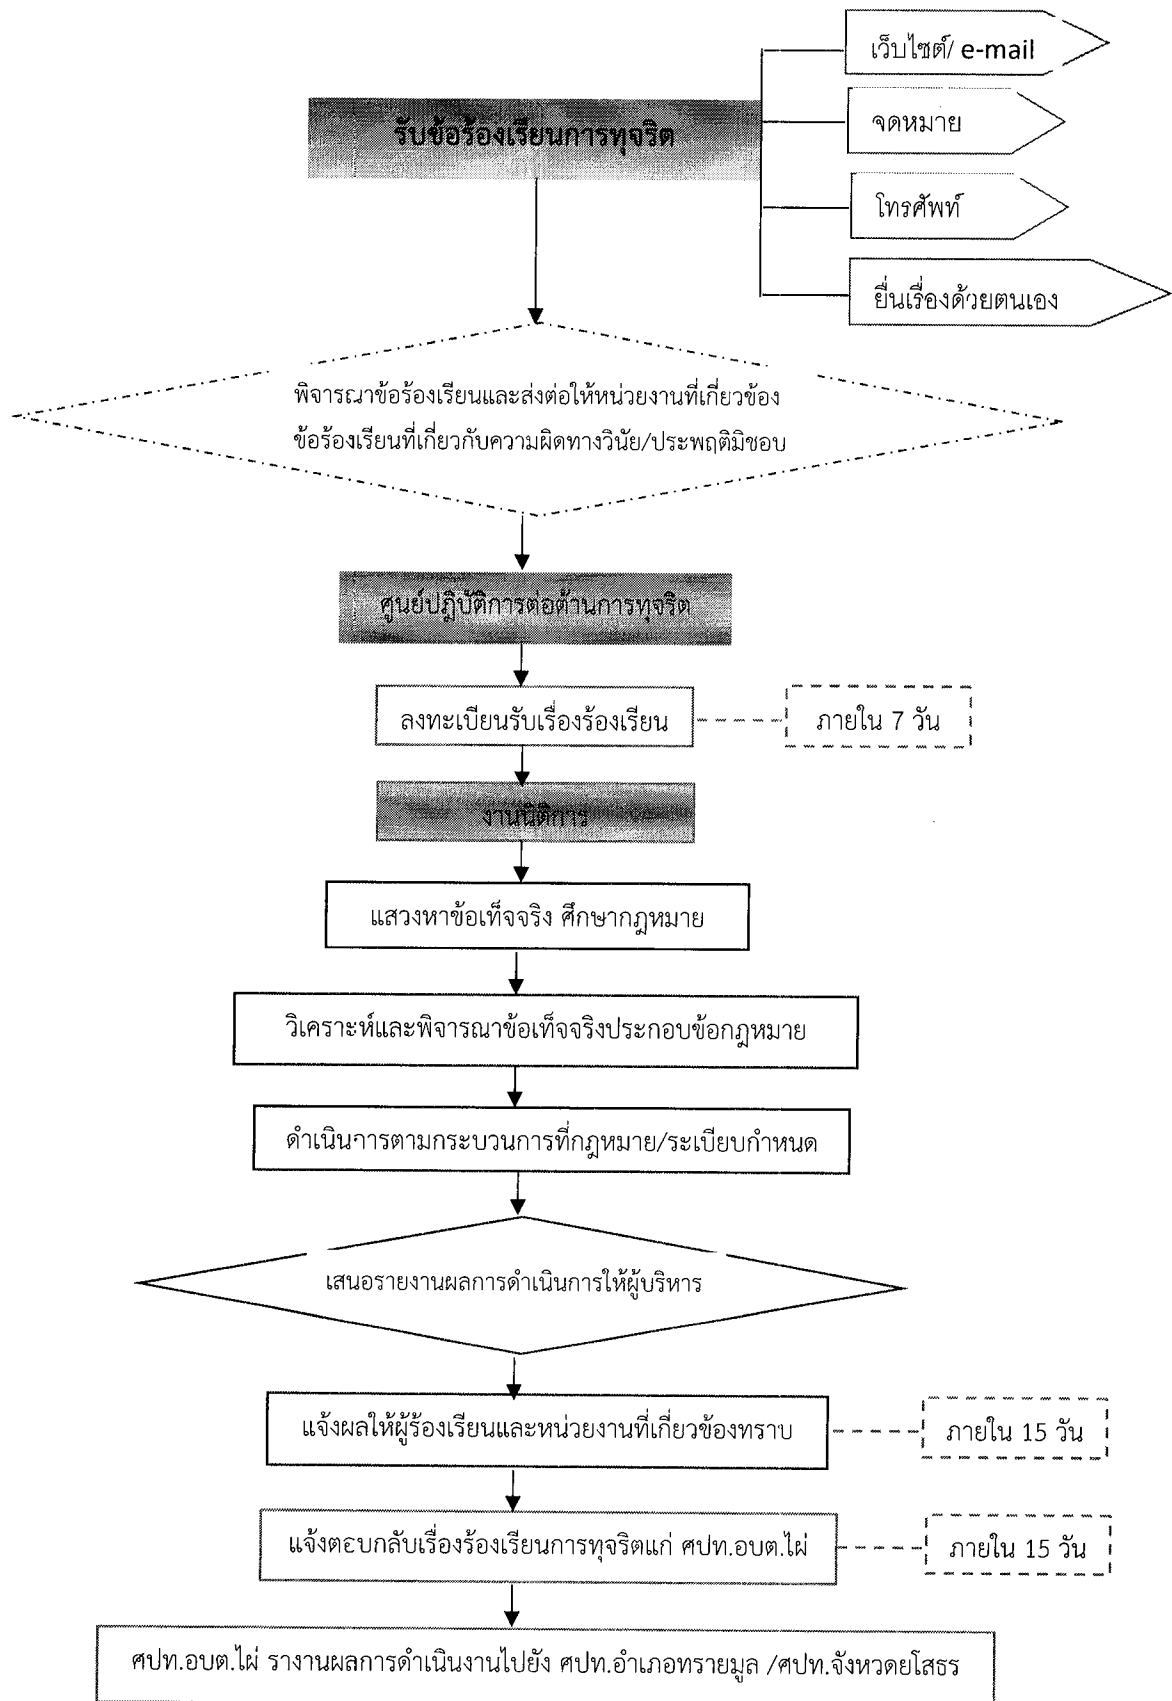 เว็บไซต์/ e-mail
รับข้อร้องเรียนการทุจริต
จดหมาย
โทรศัพท์
ยื่นเรื่องด้วยตนเอง
พิจารณาข้อร้องเรียนและส่งต่อให้หน่วยงานที่เกี่ยวข้อง
ข้อร้องเรียนที่เกี่ยวกับความผิดทางวินัย/ประพฤติมิชอบ
ศูนย์ปฏิบัติการต่อต้านการทุจริต
ลงทะเบียนรับเรื่องร้องเรียน
ภายใน 7 วัน
งานนิติการ
แสวงหาข้อเท็จจริง ศึกษากฎหมาย
วิเคราะห์และพิจารณาข้อเท็จจริงประกอบข้อกฎหมาย
ดำเนินการตามกระบวนการที่กฎหมาย/ระเบียบกำหนด
เสนอรายงานผลการดำเนินการให้ผู้บริหาร
แจ้งผลให้ผู้ร้องเรียนและหน่วยงานที่เกี่ยวข้องทราบ
ภายใน 15 วัน
แจ้งตอบกลับเรื่องร้องเรียนการทุจริตแก่ ศปท.อบต.ไผ่
ภายใน 15 วัน
ศปท.อบต.ไผ่ รางานผลการดำเนินงานไปยัง ศปท.อำเภอทรายมูล /ศปท.จังหวดยโสธร